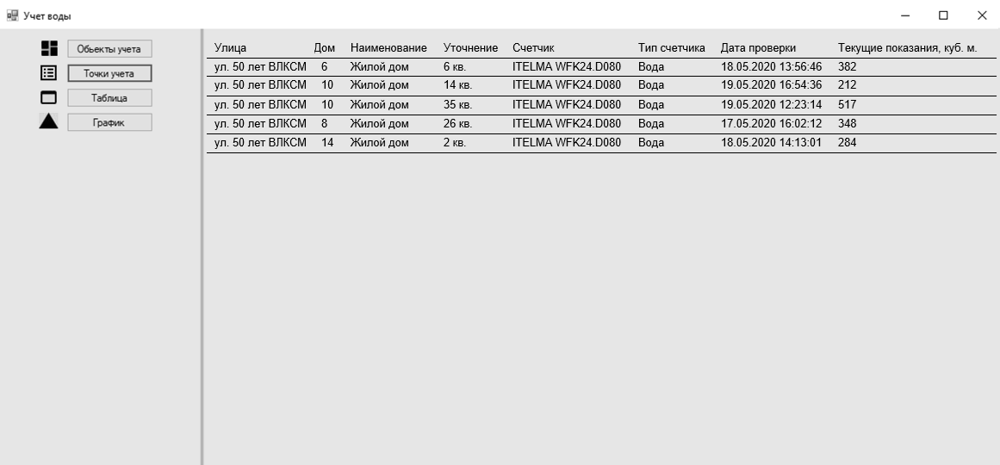 Учет воды
Обьекты учета
Точки учета
Таблица
График
Улица Дом Наименование Уточнение Счетчик Тип счетчика Дата проверки Текущие показания, куб. м.
ул. 50 лет ВЛКСМ 6 Жилой дом 6 кв. ITELMA WFK24.D080 Вода 18.05.2020 13:56:46 382
ул. 50 лет ВЛКСМ 10 Жилой дом 14 кв. ITELMA WFK24.D080 Вода 19.05.2020 16:54:36 212
ул. 50 лет ВЛКСМ 10 Жилой дом 35 кв. ITELMA WFK24.D080 Вода 19.05.2020 12:23:14 517
ул. 50 лет ВЛКСМ 8 Жилой дом 26 кв. ITELMA WFK24.D080 Вода 17.05.2020 16:02:12 348
ул. 50 лет ВЛКСМ 14 Жилой дом 2 кв. ITELMA WFK24.D080 Вода 18.05.2020 14:13:01 284